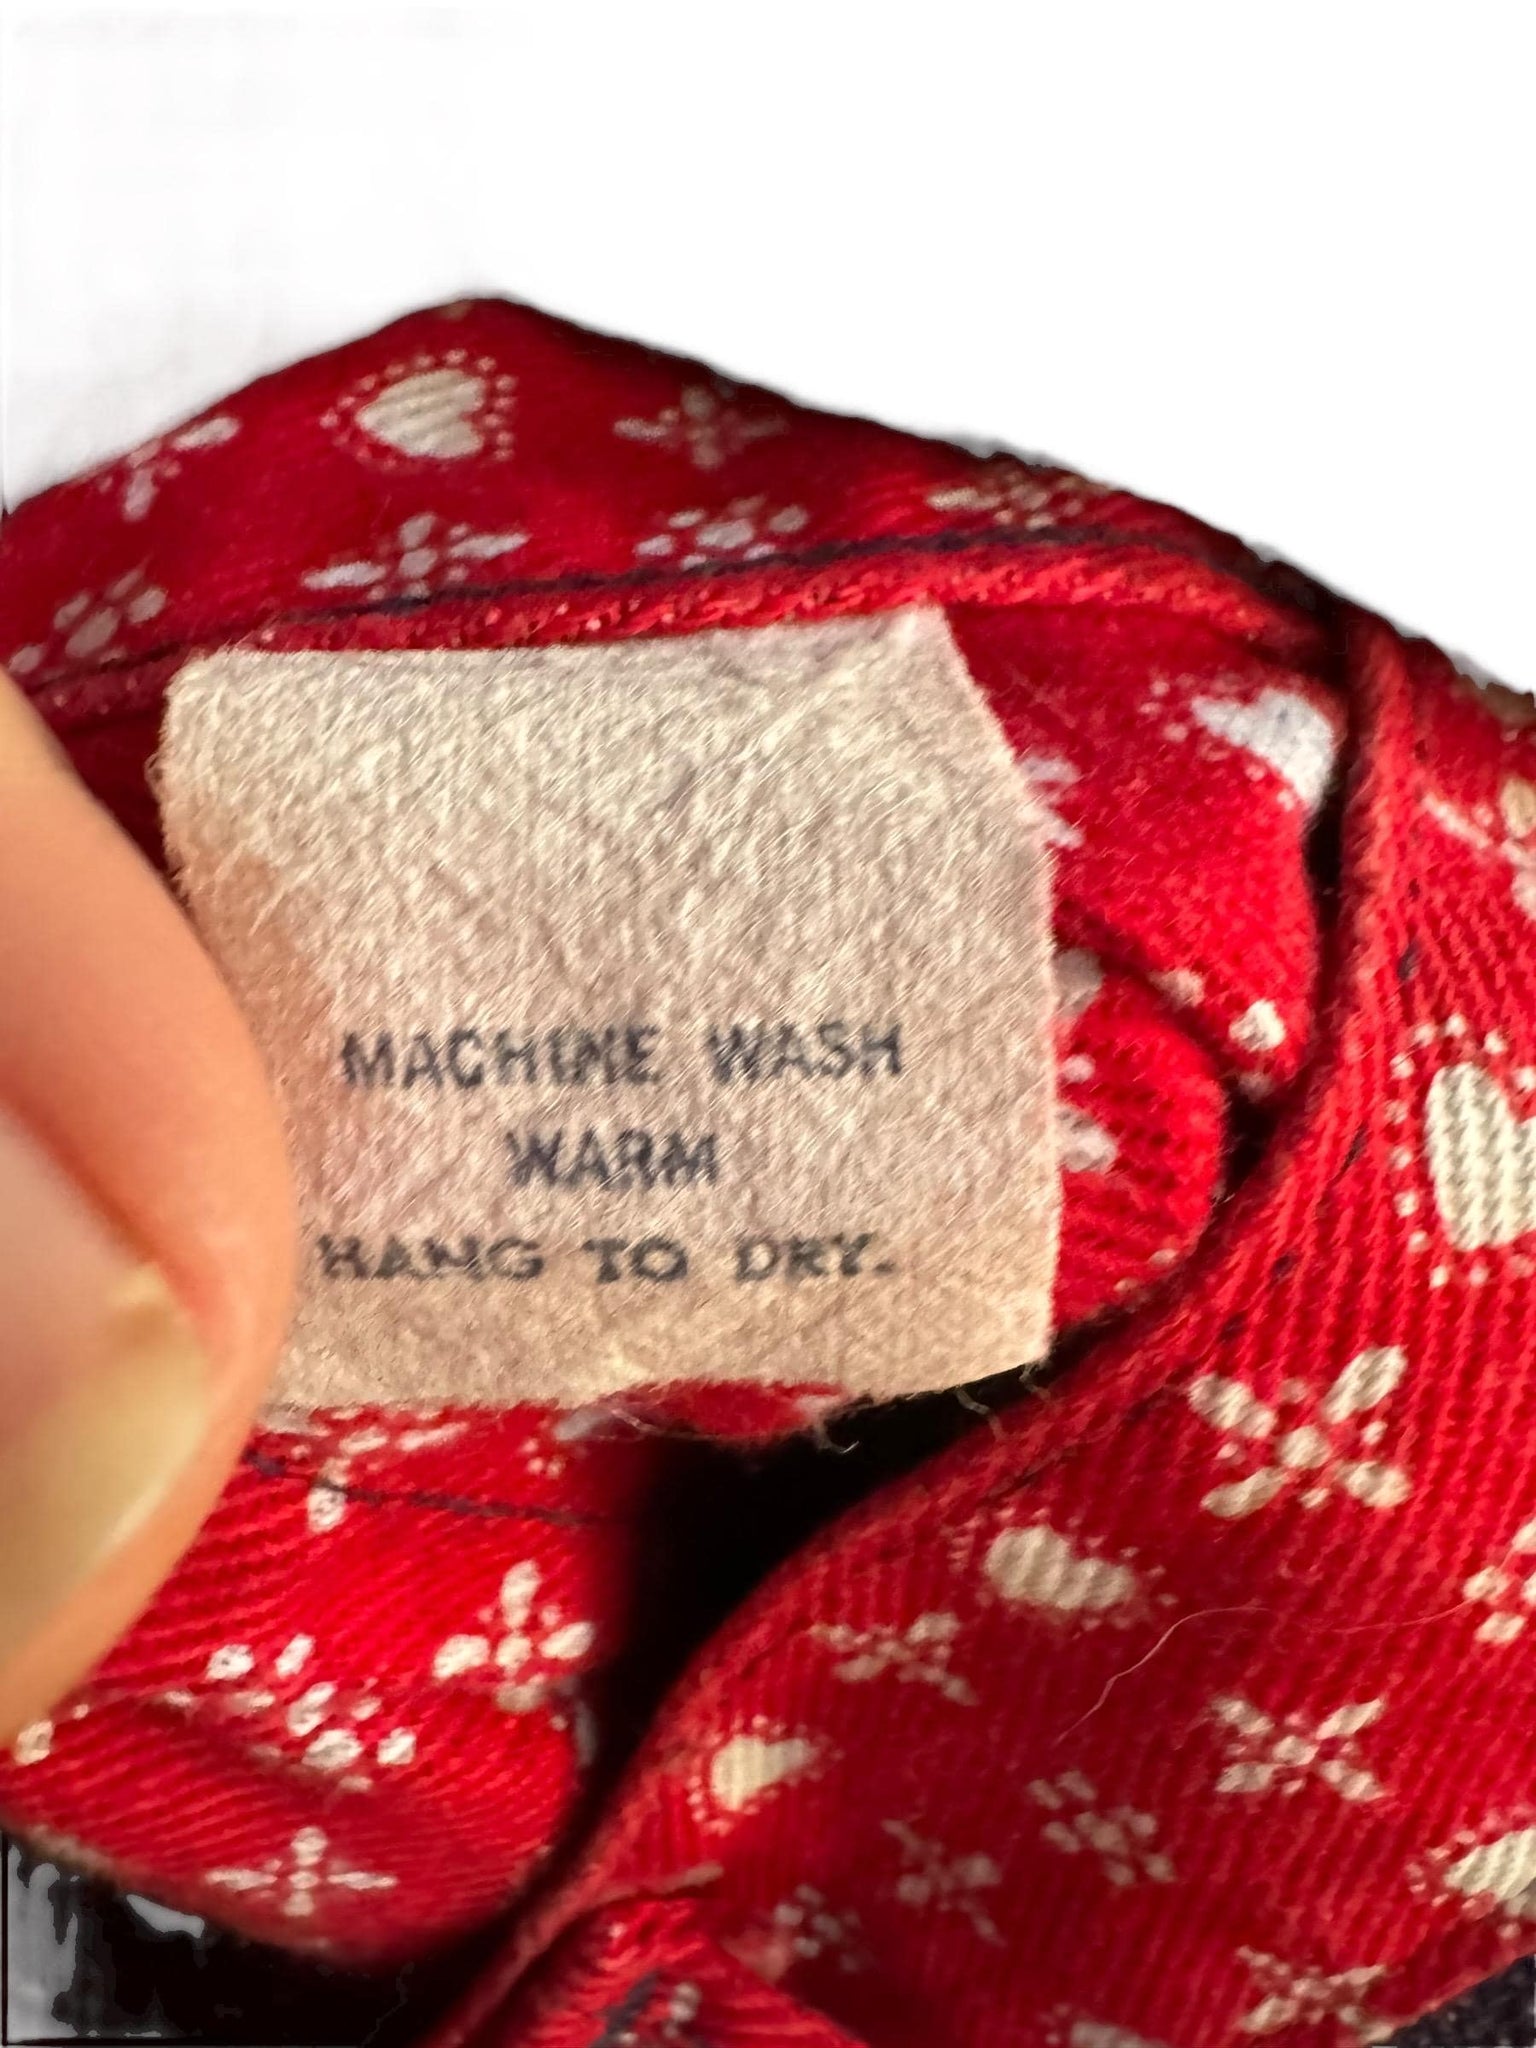 MACHINE WASH
WARM
HANG TO DRY.